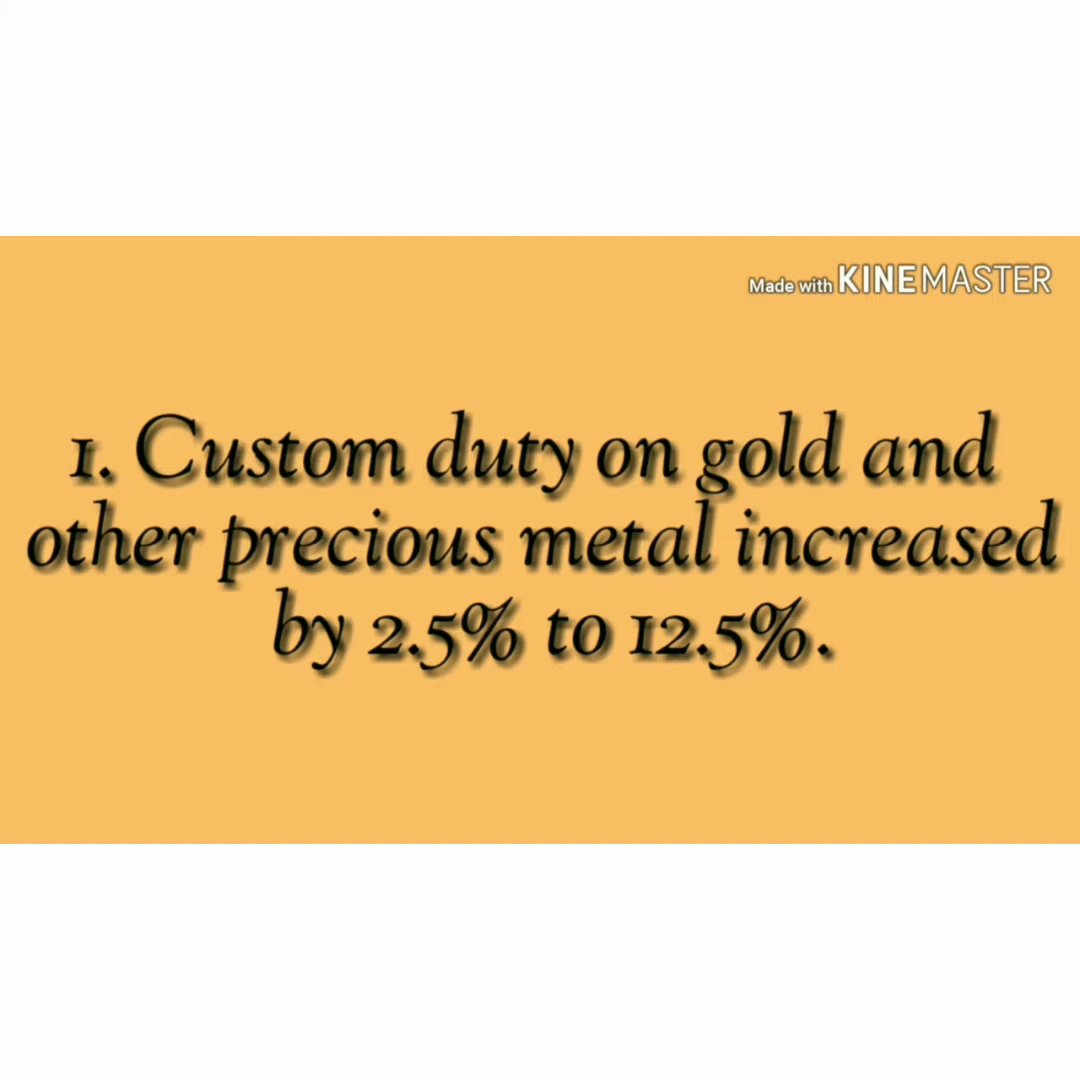 Made with KINEMASTER
1. Custom duty on gold and
other precious metal increased
by 2.5% to 12.5%.